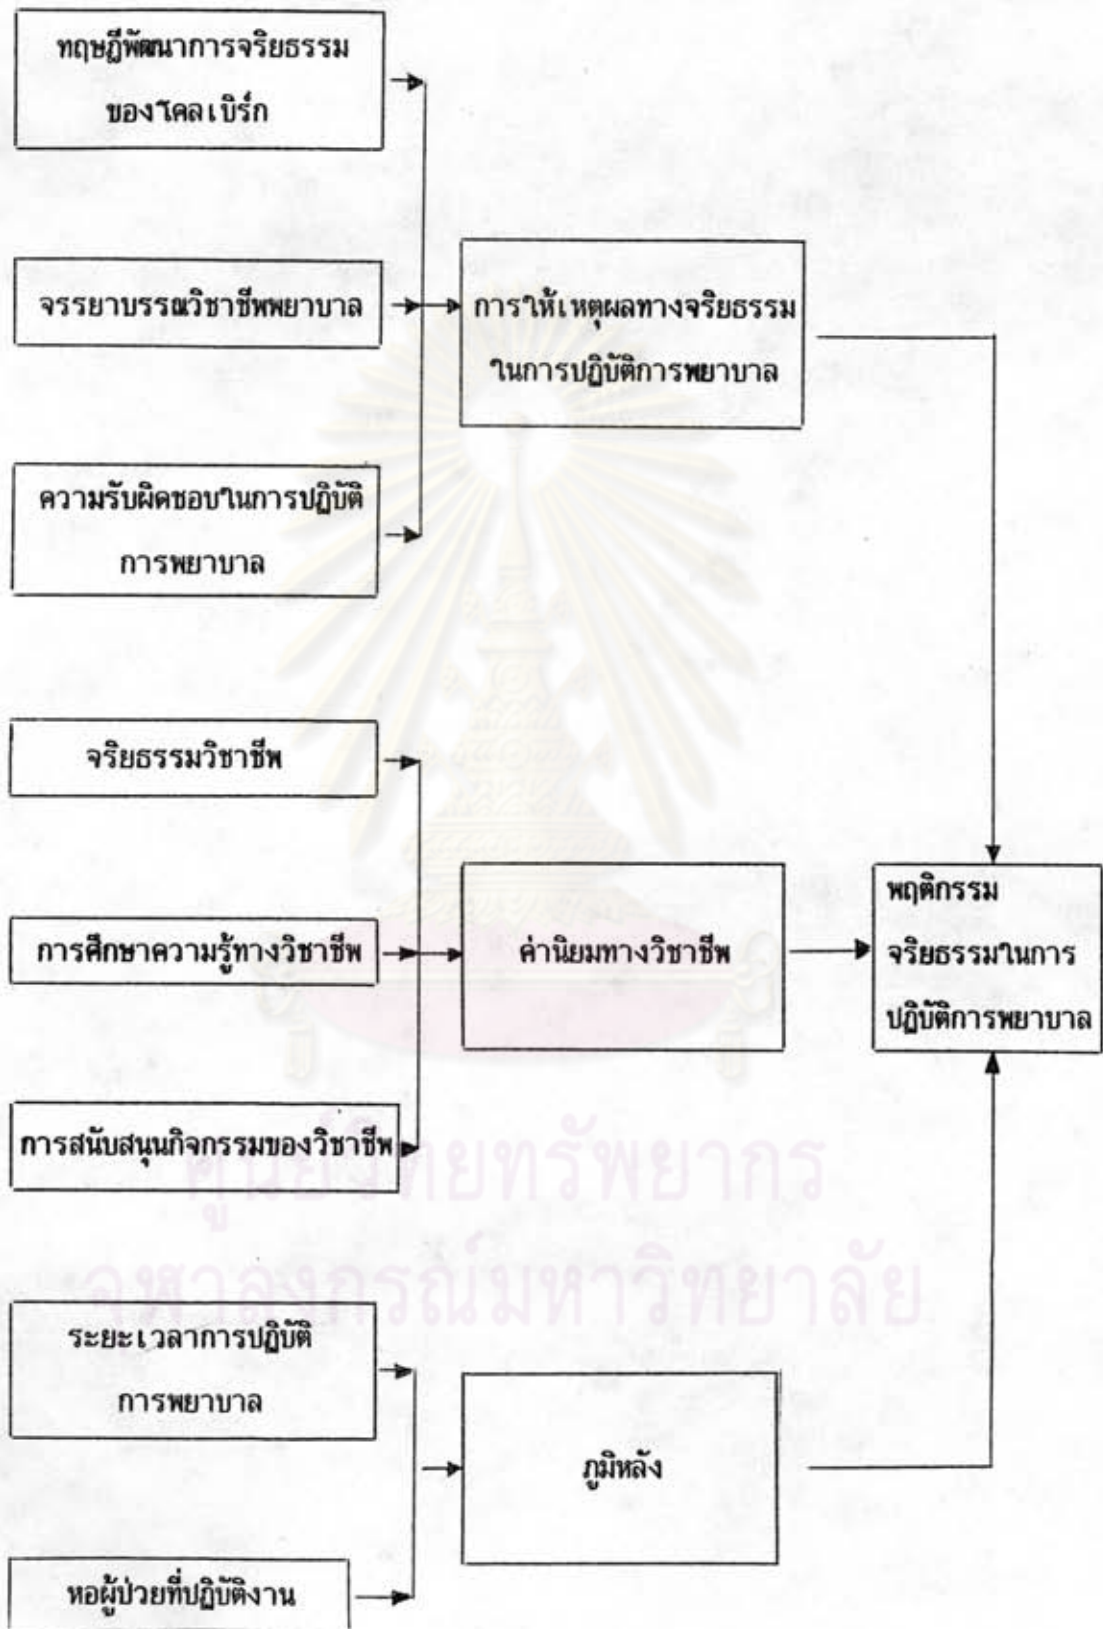 ทฤษฎีพัฒนาการจริยธรรม
ของโคลเบิร์ก
จรรยาบรรณวิชาชีพพยาบาล
การให้เหตุผลทางจริยธรรม
ในการปฏิบัติการพยาบาล
ความรับผิดชอบในการปฏิบัติ
การพยาบาล
จริยธรรมวิชาชีพ
การศึกษาความรู้ทางวิชาชีพ
ค่านิยมทางวิชาชีพ
พฤติกรรม
จริยธรรมในการ
ปฏิบัติการพยาบาล
การสนับสนุนกิจกรรมของวิชาชีพ
ศูนย์วิทยทรัพยากร
จุฬาลงกรณ์มหาวิทยาลัย
ระยะเวลาการปฏิบัติ
การพยาบาล
ภูมิหลัง
หอผู้ป่วยที่ปฏิบัติงาน